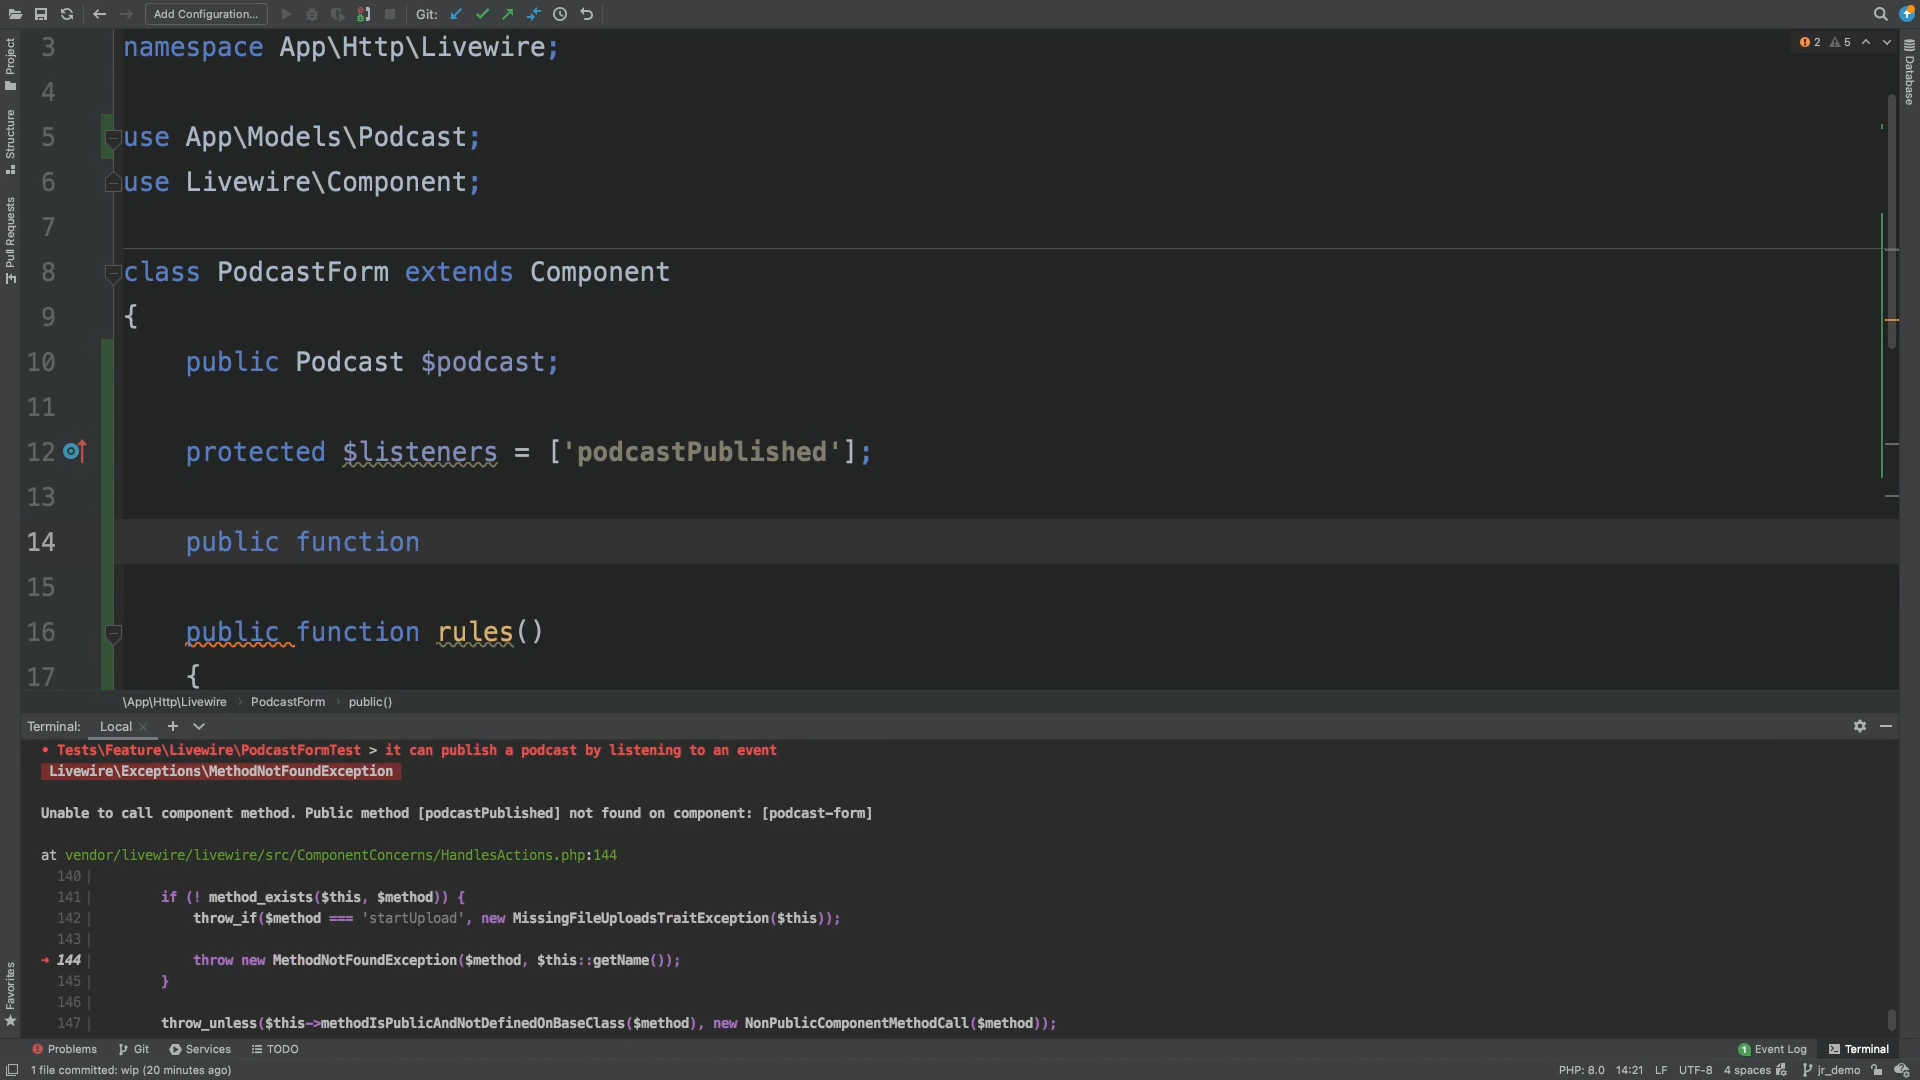 Add Configuration...
Git:
Project
Structure
Pull Requests
Favorites
Database
2 5
3 namespace App\Http\Livewire;
4
5 use App\Models\Podcast;
6 use Livewire\Component;
7
8 class PodcastForm extends Component
9 {
10 public Podcast $podcast;
11
12 protected $listeners = ['podcastPublished'];
13
14 public function
15
16 public function rules()
17 {
\App\Http\Livewire › PodcastForm › public()
Terminal: Local × +
• Tests\Feature\Livewire\PodcastFormTest > it can publish a podcast by listening to an event
Livewire\Exceptions\MethodNotFoundException
Unable to call component method. Public method [podcastPublished] not found on component: [podcast-form]
at vendor/livewire/livewire/src/ComponentConcerns/HandlesActions.php:144
140|
141| if (! method_exists($this, $method)) {
142| throw_if($method === 'startUpload', new MissingFileUploadsTraitException($this));
143|
➜ 144| throw new MethodNotFoundException($method, $this::getName());
145| }
146|
147| throw_unless($this->methodIsPublicAndNotDefinedOnBaseClass($method), new NonPublicComponentMethodCall($method));
Problems Git Services TODO
1 Event Log Terminal
1 file committed: wip (20 minutes ago)
PHP: 8.0 14:21 LF UTF-8 4 spaces jr_demo